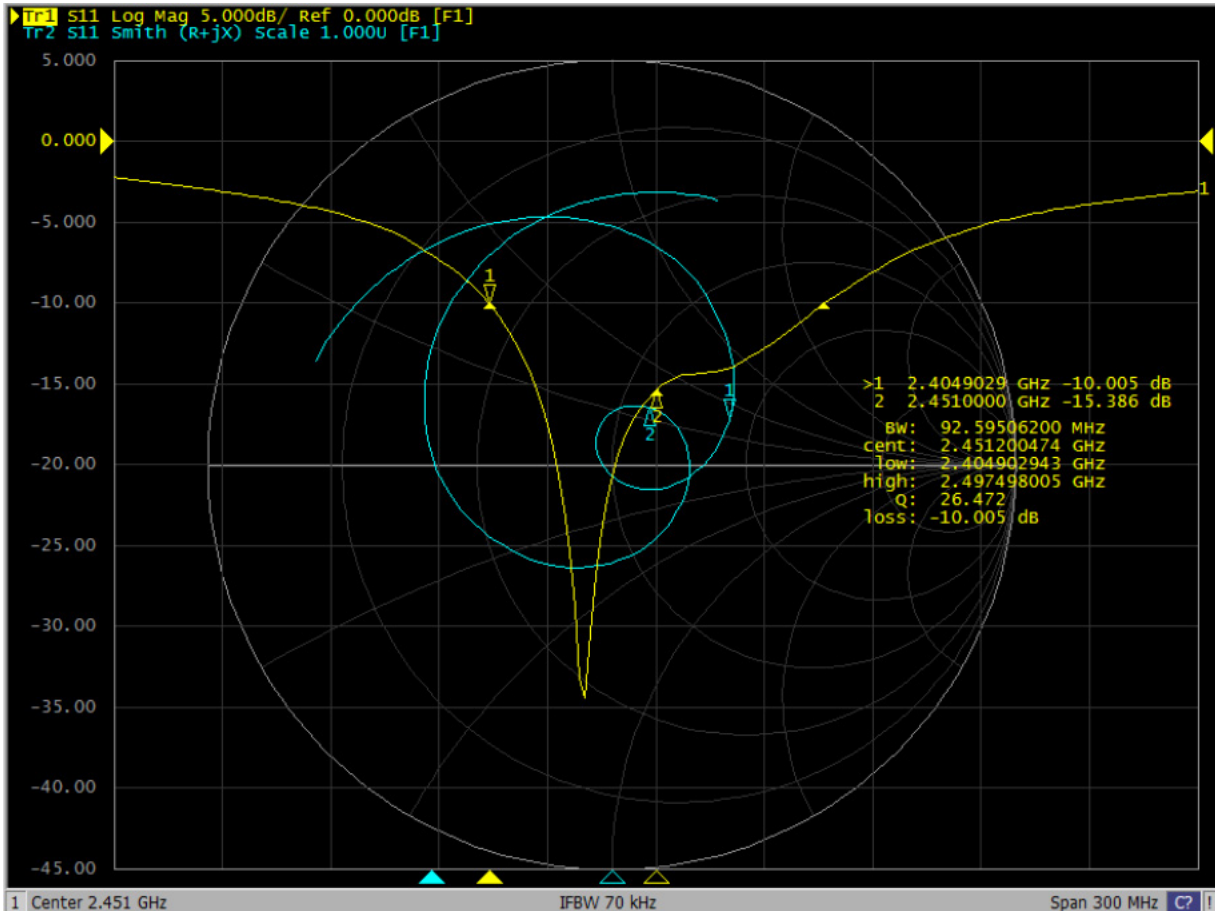 Tr1 S11 Log Mag 5.000dB/ Ref 0.000dB [F1]
Tr2 S11 Smith (R+jX) Scale 1.000U [F1]
5.000
0.000
-5.000
-10.00
-15.00
-20.00
-25.00
-30.00
-35.00
-40.00
-45.00
1
1
1
2
2
1
>1 2.4049029 GHz -10.005 dB
2 2.4510000 GHz -15.386 dB
BW: 92.59506200 MHz
cent: 2.451200474 GHz
low: 2.404902943 GHz
high: 2.497498005 GHz
Q: 26.472
loss: -10.005 dB
1 Center 2.451 GHz IFBW 70 kHz Span 300 MHz C? !